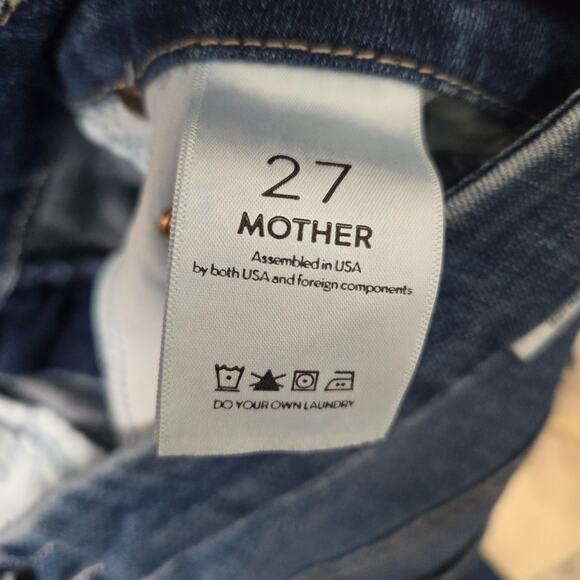 27
MOTHER
Assembled in USA
by both USA and foreign components
DO YOUR OWN LAUNDRY